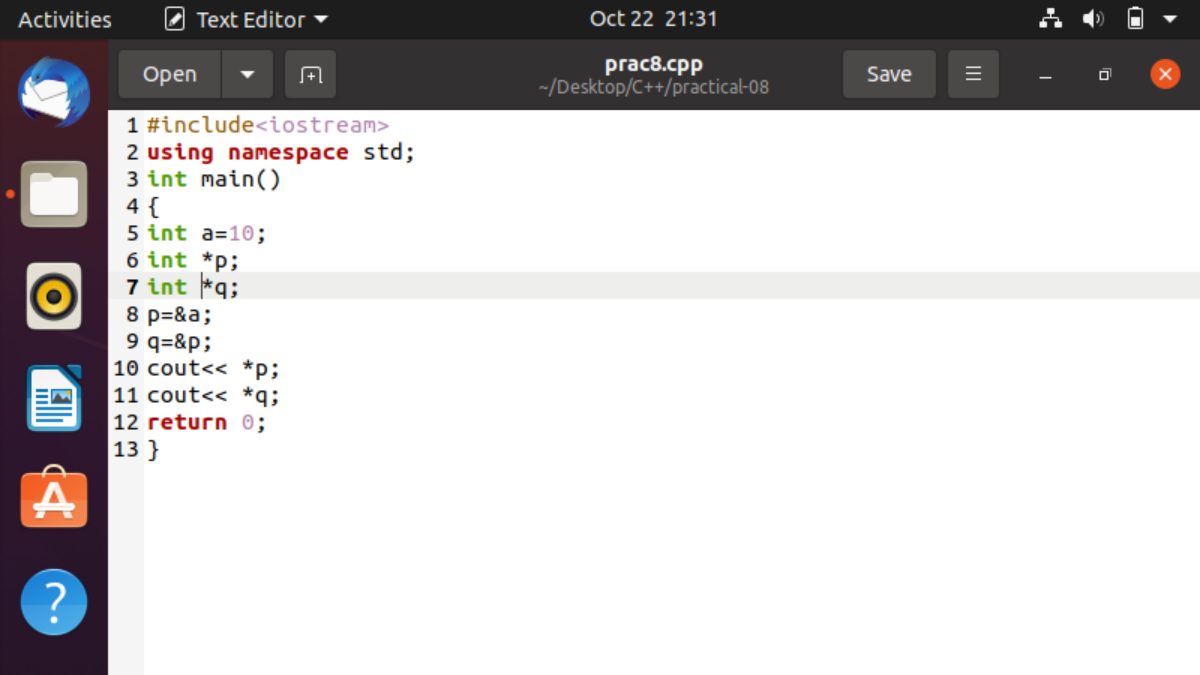 Activities Text Editor Oct 22 21:31
Open prac8.cpp Save
~/Desktop/C++/practical-08
1 #include<iostream>
2 using namespace std;
3 int main()
4 {
5 int a=10;
6 int *p;
7 int *q;
8 p=&a;
9 q=&p;
10 cout<< *p;
11 cout<< *q;
12 return 0;
13 }